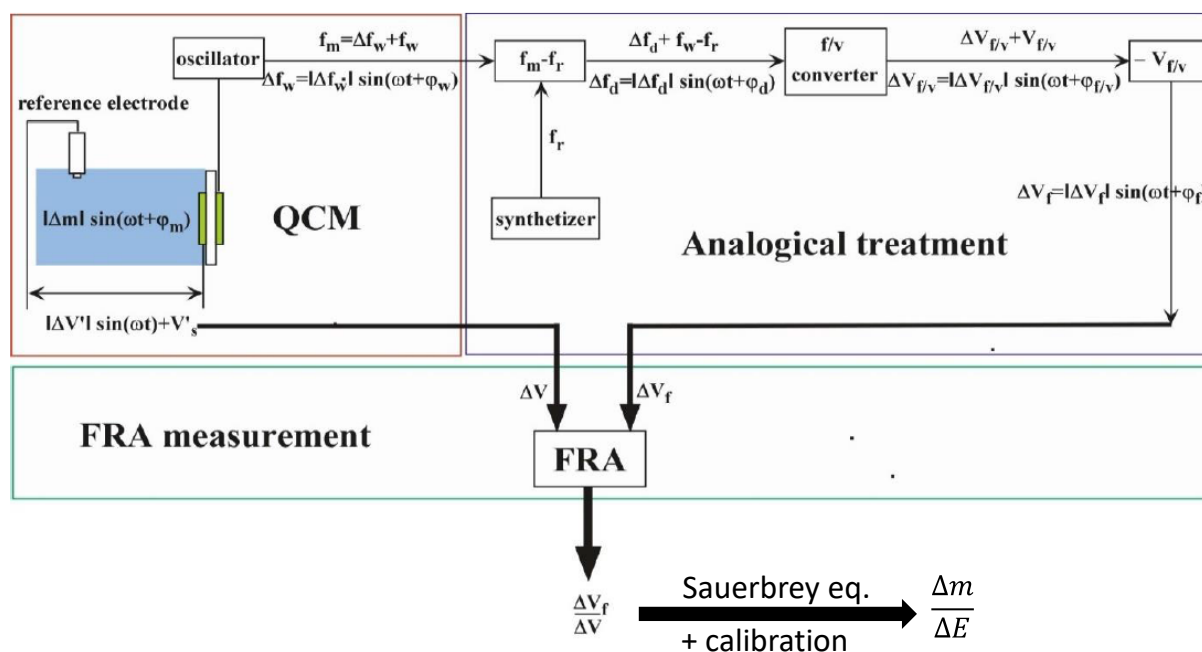 f_m=Δf_w+f_w
oscillator
Δf_w=|Δf_w| sin(ωt+φ_w)
reference electrode
|Δm| sin(ωt+φ_m)
QCM
|ΔV'| sin(ωt)+V'_s
f_m-f_r
Δf_d+ f_w-f_r
Δf_d=|Δf_d| sin(ωt+φ_d)
f/v
converter
ΔV_f/v+V_f/v
ΔV_f/v=|ΔV_f/v| sin(ωt+φ_f/v)
– V_f/v
f_r
synthetizer
ΔV_f=|ΔV_f| sin(ωt+φ_f
Analogical treatment
ΔV
ΔV_f
FRA measurement
FRA
ΔV_f
ΔV
Sauerbrey eq.
+ calibration
Δm
ΔE